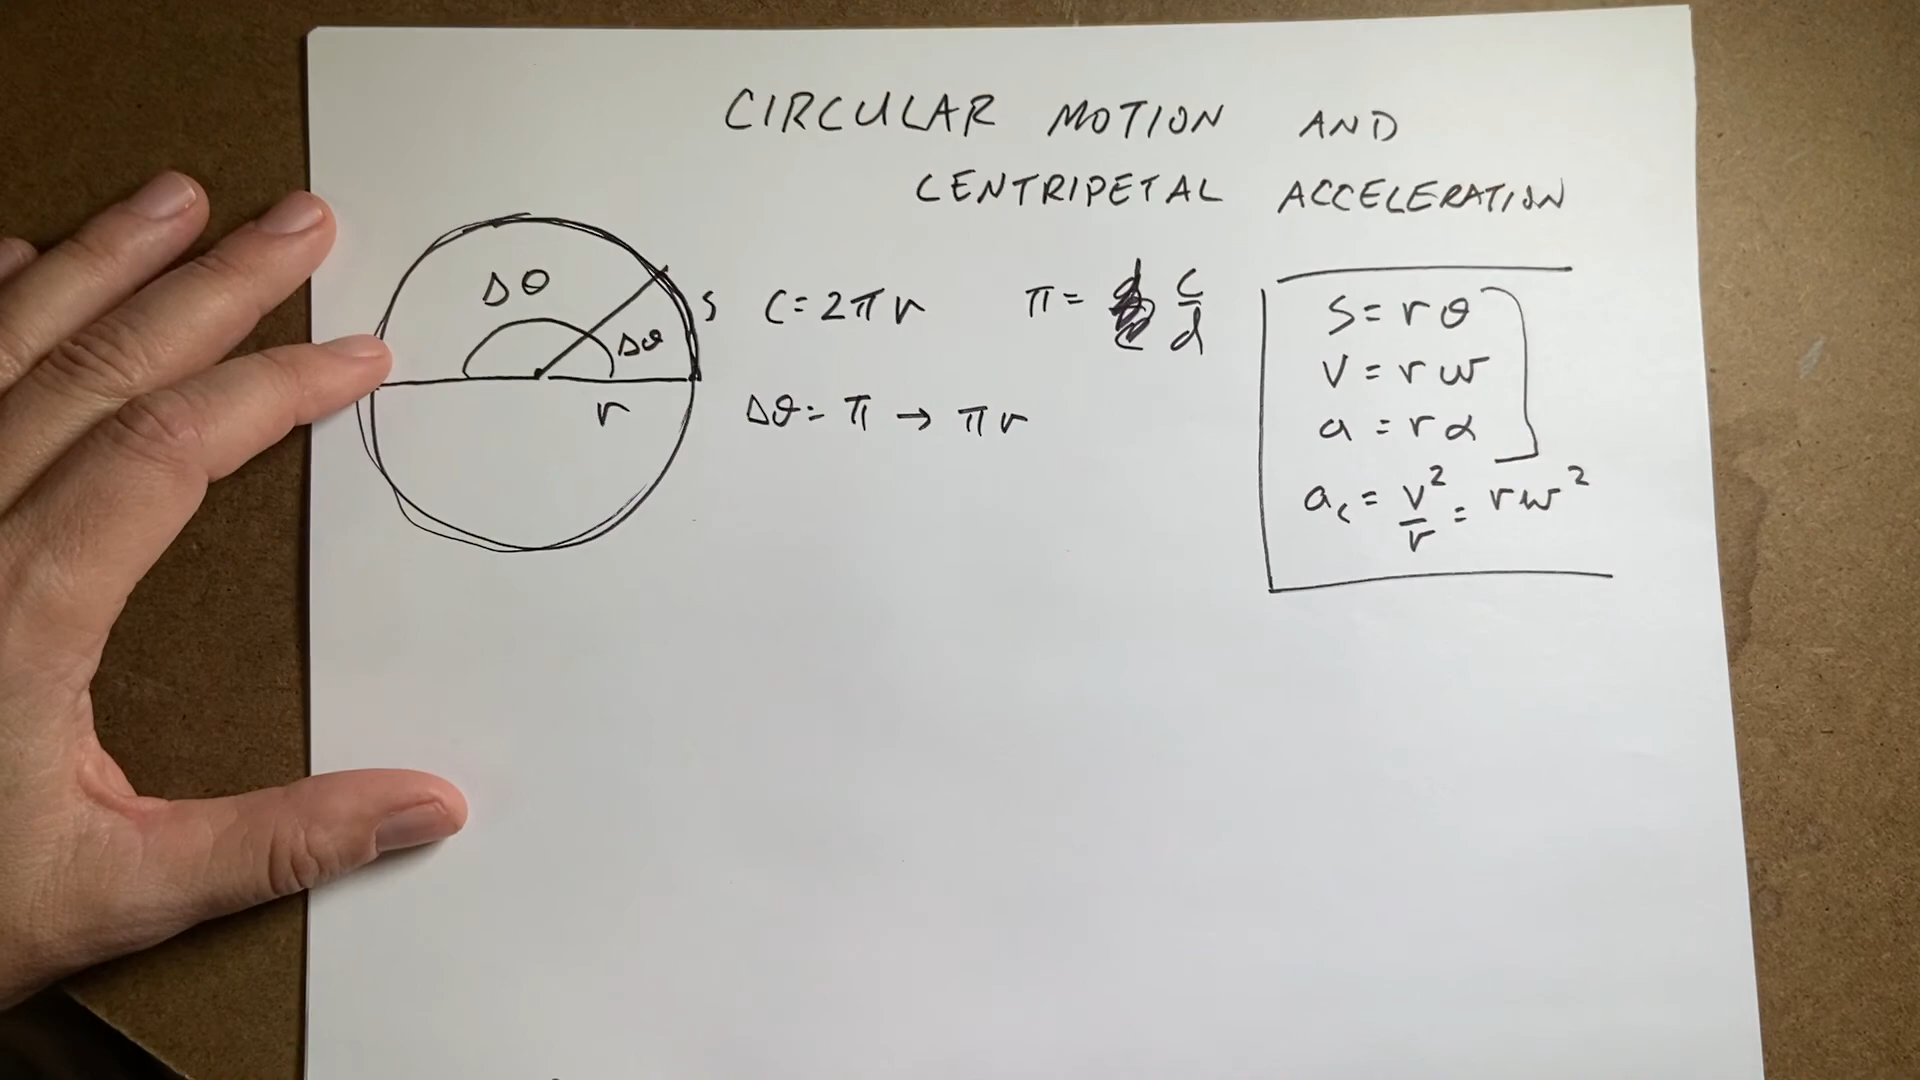 CIRCULAR MOTION AND
CENTRIPETAL ACCELERATION
Δθ
Δθ
s
r
C = 2πr
π = C/d
Δθ = π → πr
s = rθ
v = rω
a = rα
a_c = v²/r = rω²